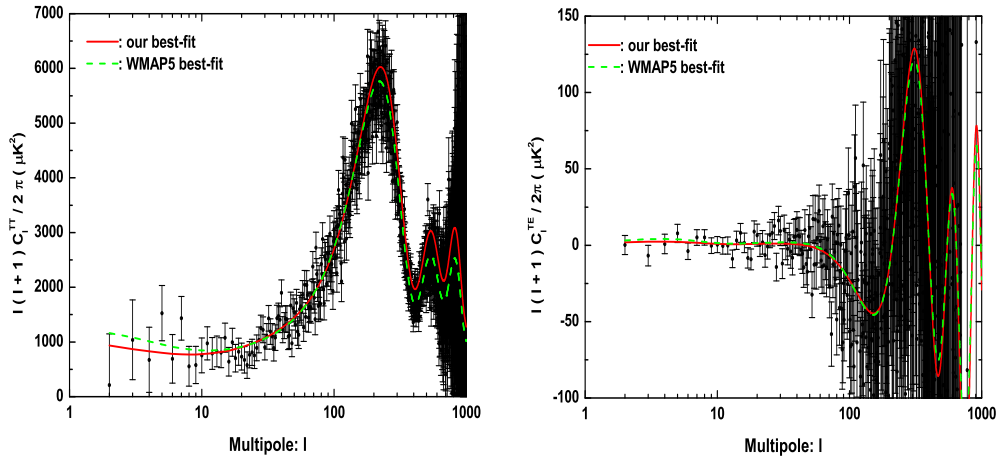 7000
6000
5000
4000
3000
2000
1000
0
l ( l + 1 ) C_l^TT / 2 π ( μK²)
: our best-fit
: WMAP5 best-fit
1
10
100
1000
Multipole: l
150
100
50
0
-50
-100
l ( l + 1 ) C_l^TE / 2π ( μK²)
: our best-fit
: WMAP5 best-fit
1
10
100
1000
Multipole: l